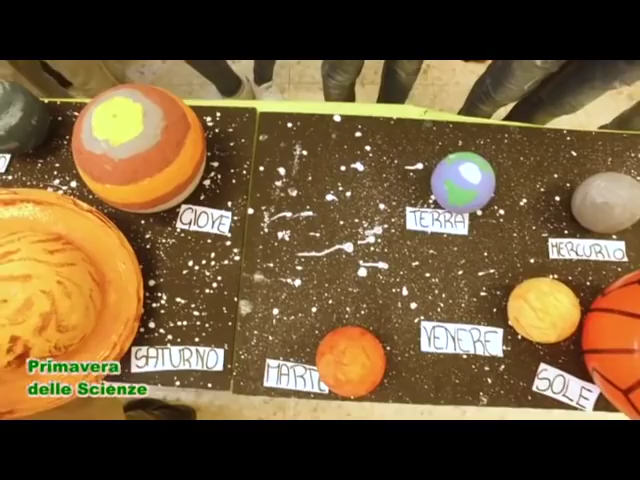 GIOVE
TERRA
MERCURIO
SATURNO
MARTE
VENERE
SOLE
Primavera
delle Scienze